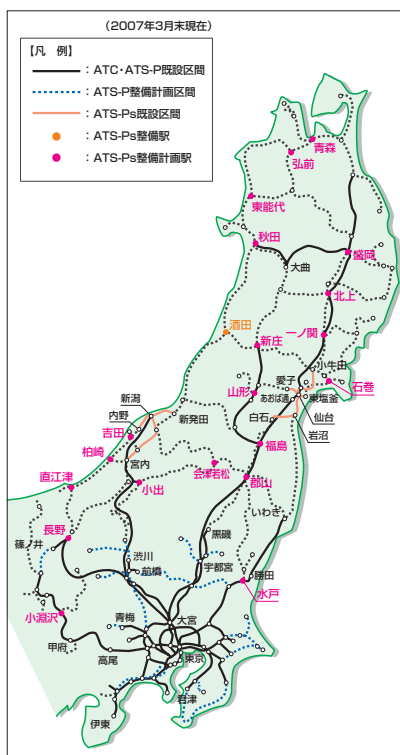 (2007年3月末現在)
【凡 例】
：ATC・ATS-P既設区間
：ATS-P整備計画区間
：ATS-Ps既設区間
：ATS-Ps整備駅
：ATS-Ps整備計画駅
青森
弘前
東能代
秋田
盛岡
大曲
北上
酒田
新庄
一ノ関
小牛田
愛子
石巻
山形
あおば通
東塩釜
新潟
内野
新発田
白石
仙台
岩沼
吉田
福島
柏崎
宮内
会津若松
直江津
小出
郡山
いわき
長野
黒磯
篠ノ井
渋川
宇都宮
前橋
勝田
水戸
小淵沢
青梅
大宮
甲府
高尾
東京
君津
伊東